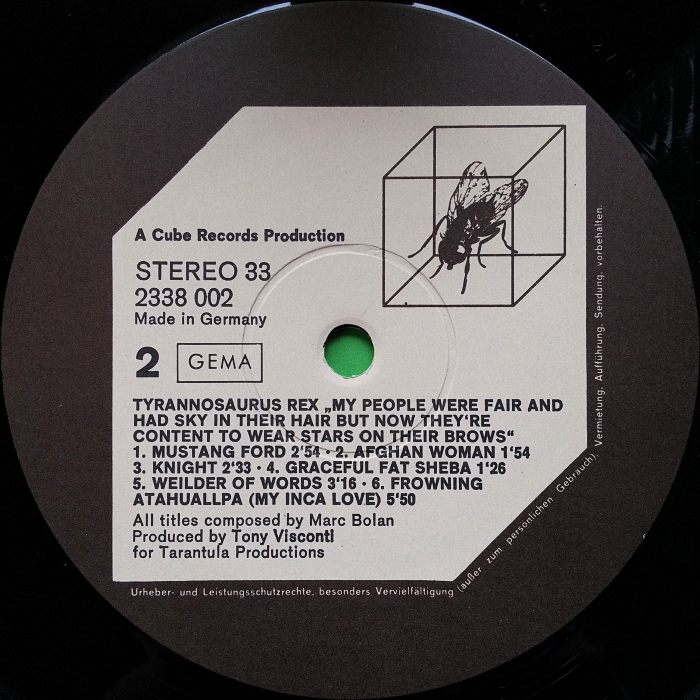 A Cube Records Production
STEREO 33
2338 002
Made in Germany
2 GEMA
TYRANNOSAURUS REX „MY PEOPLE WERE FAIR AND
HAD SKY IN THEIR HAIR BUT NOW THEY'RE
CONTENT TO WEAR STARS ON THEIR BROWS“
1. MUSTANG FORD 2'54 · 2. AFGHAN WOMAN 1'54
3. KNIGHT 2'33 · 4. GRACEFUL FAT SHEBA 1'26
5. WEILDER OF WORDS 3'16 · 6. FROWNING
ATAHUALLPA (MY INCA LOVE) 5'50
All titles composed by Marc Bolan
Produced by Tony Visconti
for Tarantula Productions
Urheber- und Leistungsschutzrechte, besonders Vervielfältigung (außer zum persönlichen Gebrauch), Vermietung, Aufführung, Sendung, vorbehalten.